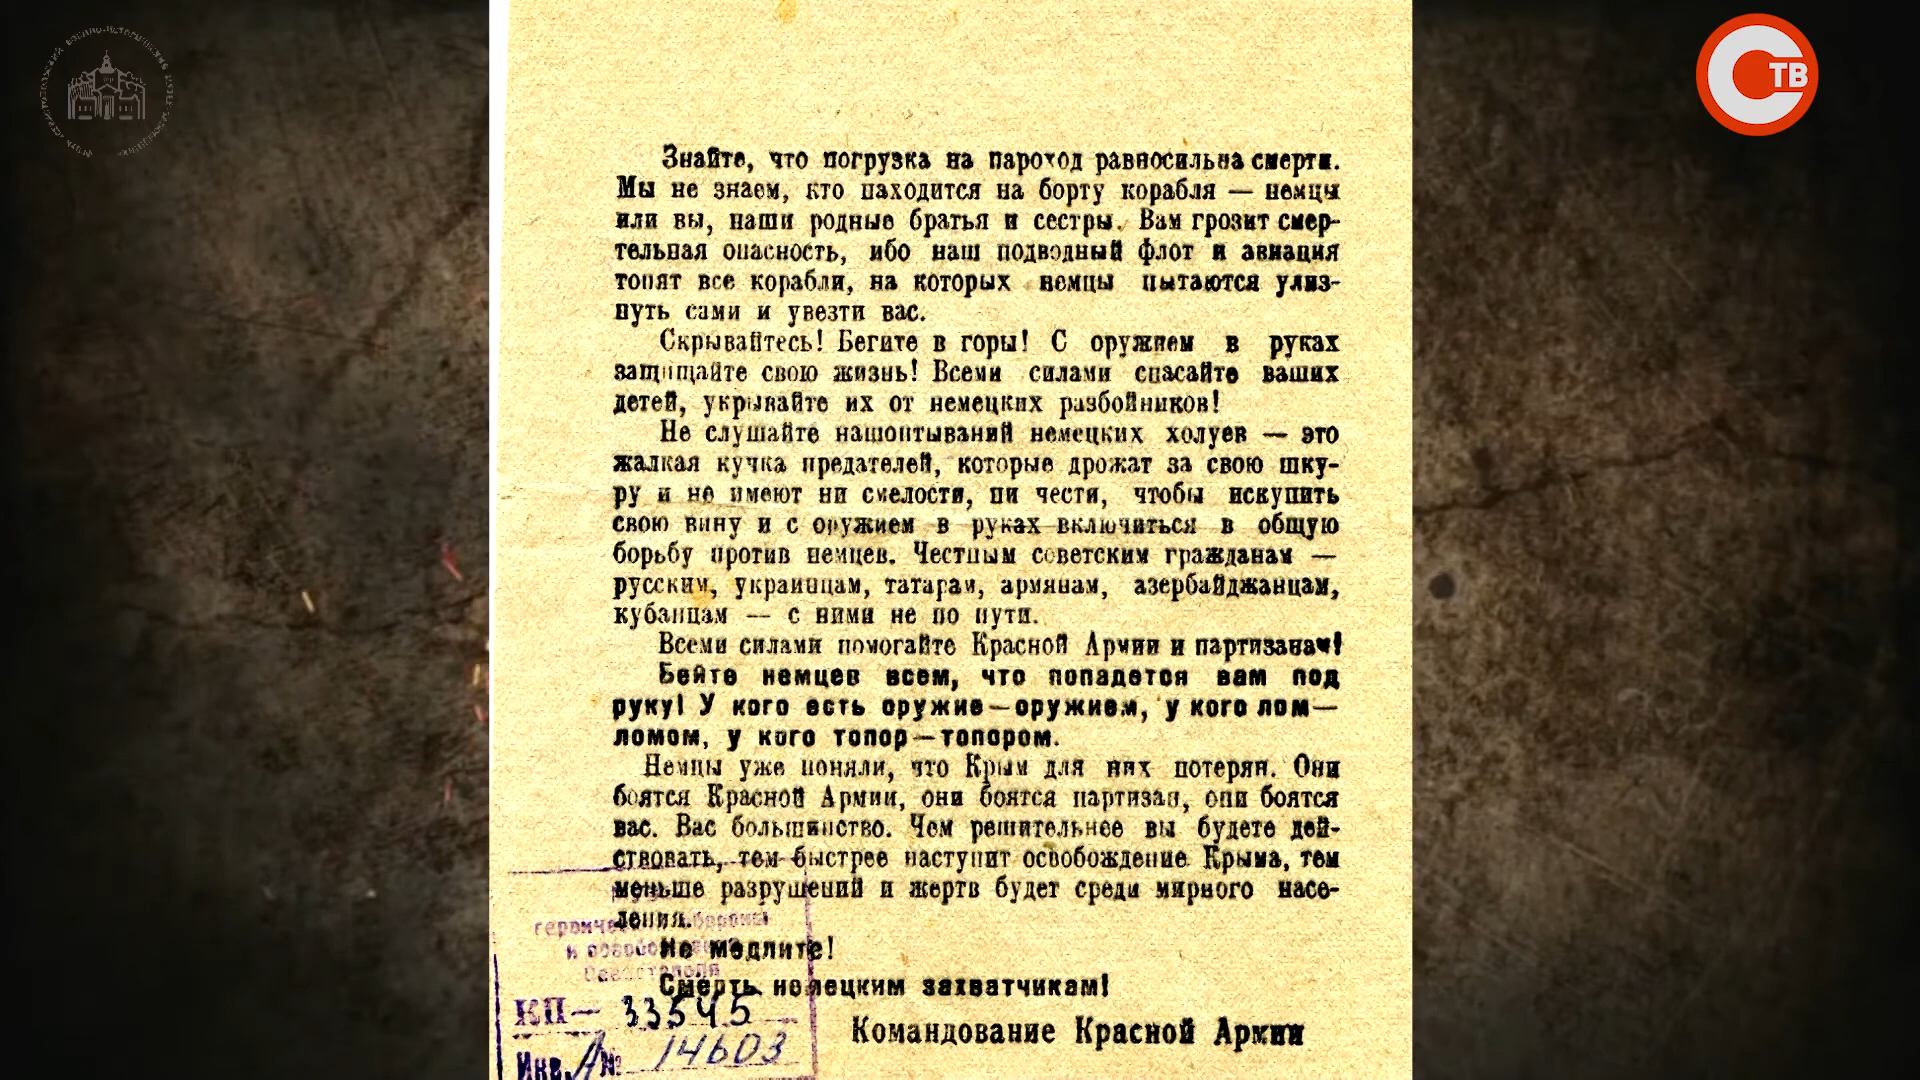 ТВ
Знайте, что погрузка на пароход равносильна смерти.
Мы не знаем, кто находится на борту корабля — немцы
или вы, наши родные братья и сестры. Вам грозит смер-
тельная опасность, ибо наш подводный флот и авиация
топят все корабли, на которых немцы пытаются улиз-
нуть сами и увезти вас.
Скрывайтесь! Бегите в горы! С оружием в руках
защищайте свою жизнь! Всеми силами спасайте ваших
детей, укрывайте их от немецких разбойников!
Не слушайте нашоптываний немецких холуев — это
жалкая кучка предателей, которые дрожат за свою шку-
ру и не имеют ни смелости, ни чести, чтобы искупить
свою вину и с оружием в руках включиться в общую
борьбу против немцев. Честным советским гражданам —
русским, украинцам, татарам, армянам, азербайджанцам,
кубанцам — с ними не по пути.
Всеми силами помогайте Красной Армии и партизанам!
Бейте немцев всем, что попадется вам под
руку! У кого есть оружие—оружием, у кого лом—
ломом, у кого топор—топором.
Немцы уже поняли, что Крым для них потерян. Они
боятся Красной Армии, они боятся партизан, они боятся
вас. Вас большинство. Чем решительнее вы будете дей-
ствовать, тем быстрее наступит освобождение Крыма, тем
меньше разрушений и жертв будет среди мирного насе-
ления.
Не медлите!
Смерть немецким захватчикам!
Командование Красной Армии
обороны
и
Севастополя
КП— 33545
Инв. А №: 14603